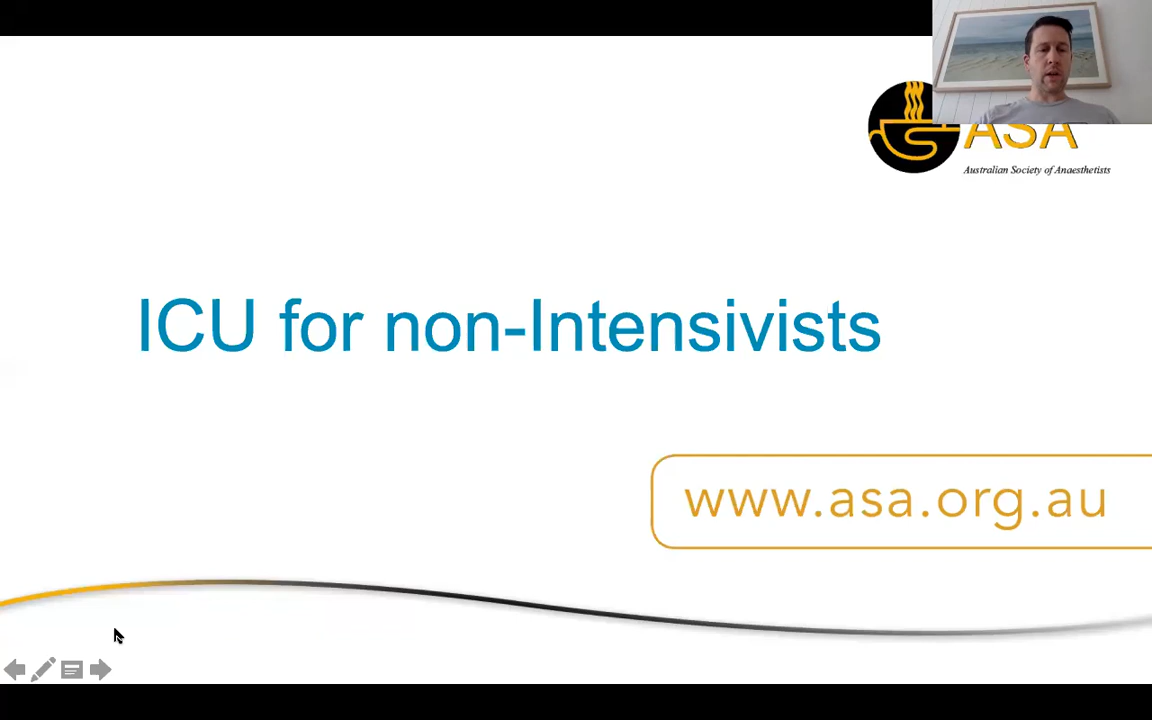 ASA
Australian Society of Anaesthetists
ICU for non-Intensivists
www.asa.org.au